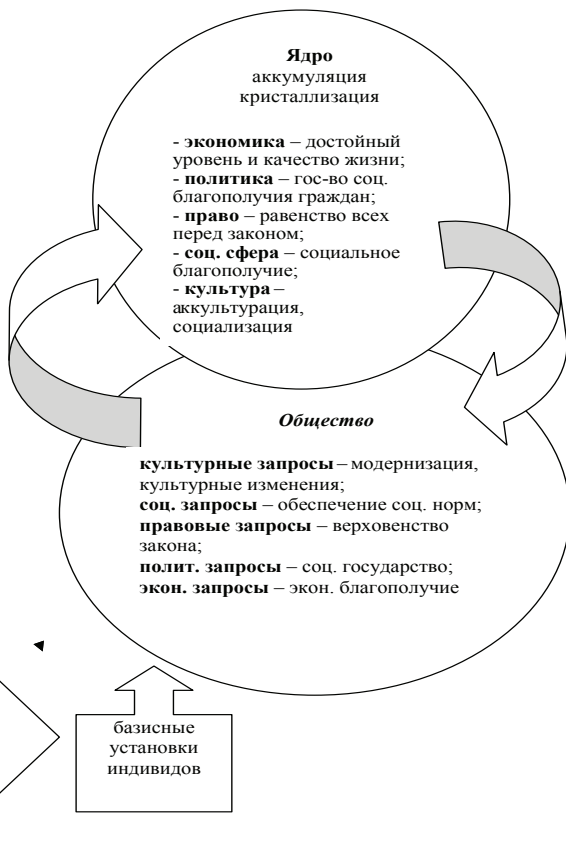 Ядро
аккумуляция
кристаллизация
- экономика – достойный
уровень и качество жизни;
- политика – гос-во соц.
благополучия граждан;
- право – равенство всех
перед законом;
- соц. сфера – социальное
благополучие;
- культура –
аккультурация,
социализация
Общество
культурные запросы – модернизация,
культурные изменения;
соц. запросы – обеспечение соц. норм;
правовые запросы – верховенство
закона;
полит. запросы – соц. государство;
экон. запросы – экон. благополучие
базисные
установки
индивидов